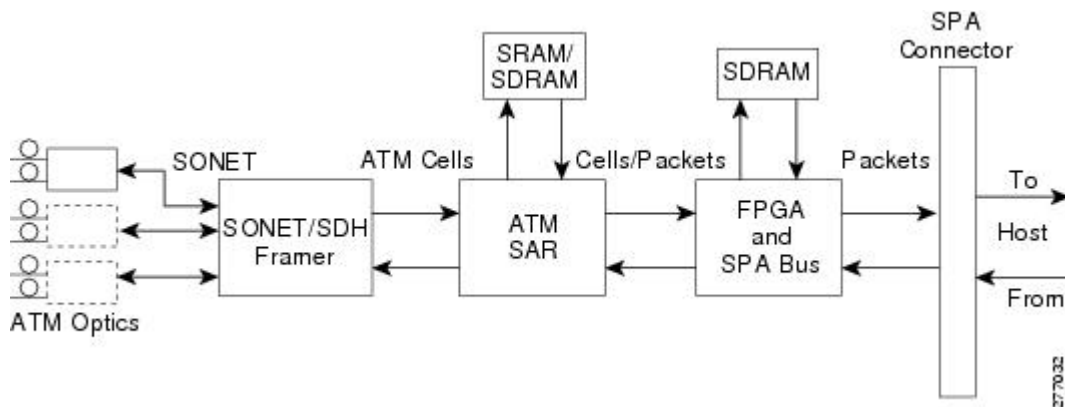 SPA
Connector
SRAM/
SDRAM
SDRAM
SONET
ATM Cells
Cells/Packets
Packets
SONET/SDH
Framer
ATM
SAR
FPGA
and
SPA Bus
To
Host
From
ATM Optics
277032